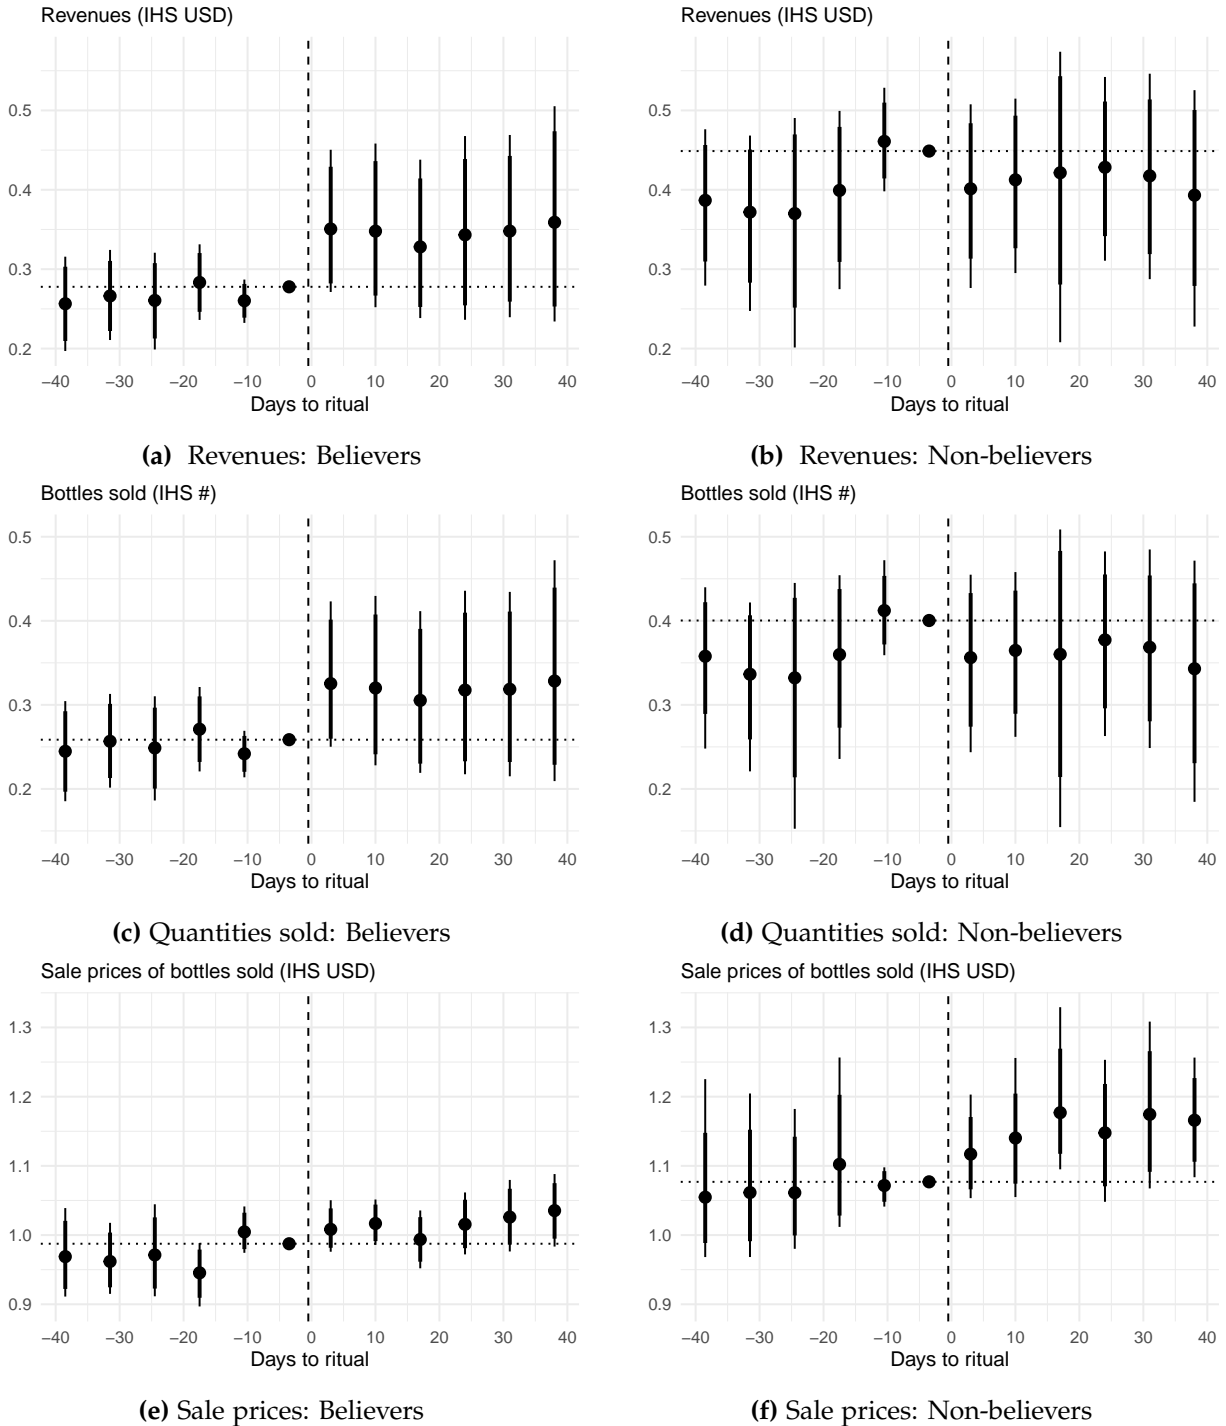 Revenues (IHS USD)
0.5
0.4
0.3
0.2
−40 −30 −20 −10 0 10 20 30 40
Days to ritual
(a) Revenues: Believers
Revenues (IHS USD)
0.5
0.4
0.3
0.2
−40 −30 −20 −10 0 10 20 30 40
Days to ritual
(b) Revenues: Non-believers
Bottles sold (IHS #)
0.5
0.4
0.3
0.2
−40 −30 −20 −10 0 10 20 30 40
Days to ritual
(c) Quantities sold: Believers
Bottles sold (IHS #)
0.5
0.4
0.3
0.2
−40 −30 −20 −10 0 10 20 30 40
Days to ritual
(d) Quantities sold: Non-believers
Sale prices of bottles sold (IHS USD)
1.3
1.2
1.1
1.0
0.9
−40 −30 −20 −10 0 10 20 30 40
Days to ritual
(e) Sale prices: Believers
Sale prices of bottles sold (IHS USD)
1.3
1.2
1.1
1.0
0.9
−40 −30 −20 −10 0 10 20 30 40
Days to ritual
(f) Sale prices: Non-believers